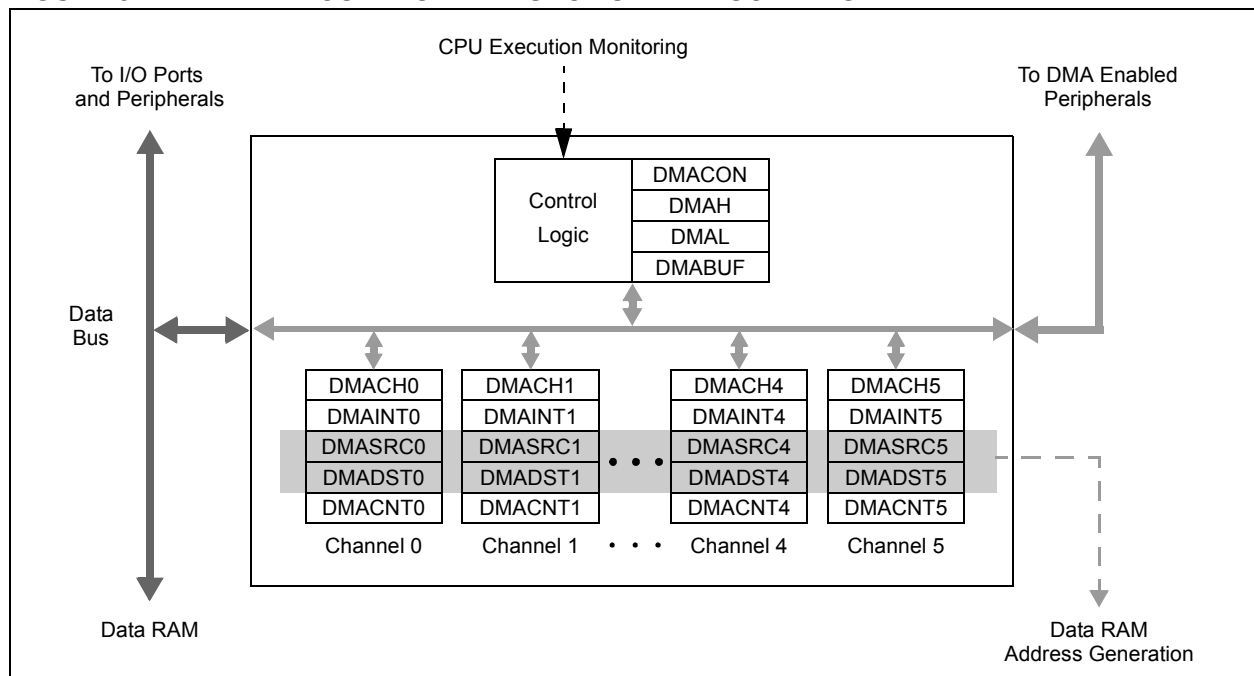 CPU Execution Monitoring
To I/O Ports
and Peripherals
To DMA Enabled
Peripherals
Control
Logic
DMACON
DMAH
DMAL
DMABUF
Data
Bus
DMACH0
DMAINT0
DMASRC0
DMADST0
DMACNT0
Channel 0
DMACH1
DMAINT1
DMASRC1
DMADST1
DMACNT1
Channel 1
DMACH4
DMAINT4
DMASRC4
DMADST4
DMACNT4
Channel 4
DMACH5
DMAINT5
DMASRC5
DMADST5
DMACNT5
Channel 5
Data RAM
Data RAM
Address Generation